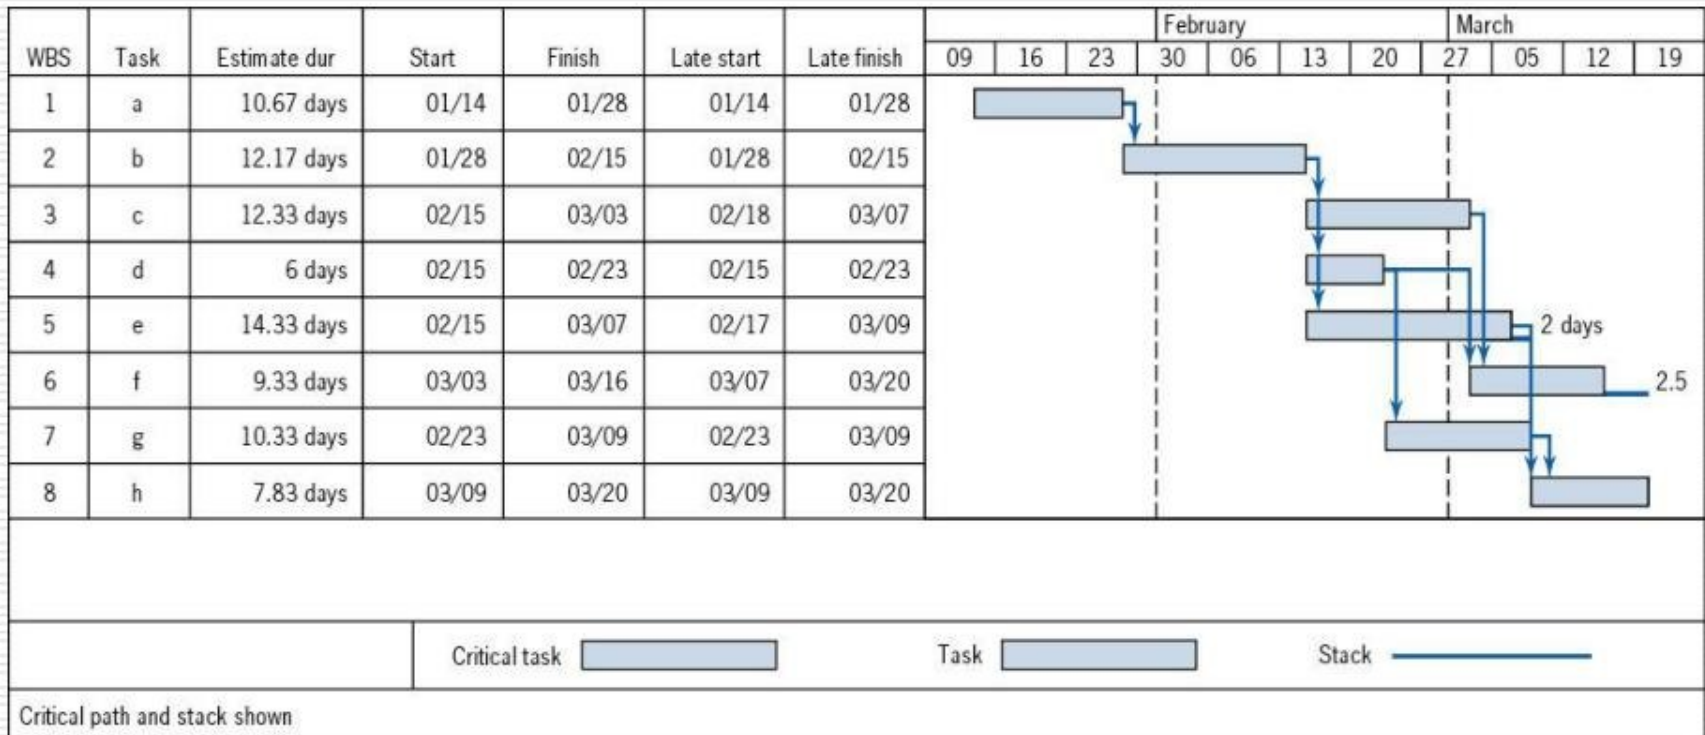 February March
WBS Task Estimate dur Start Finish Late start Late finish 09 16 23 30 06 13 20 27 05 12 19
1 a 10.67 days 01/14 01/28 01/14 01/28
2 b 12.17 days 01/28 02/15 01/28 02/15
3 c 12.33 days 02/15 03/03 02/18 03/07
4 d 6 days 02/15 02/23 02/15 02/23
5 e 14.33 days 02/15 03/07 02/17 03/09 2 days
6 f 9.33 days 03/03 03/16 03/07 03/20 2.5
7 g 10.33 days 02/23 03/09 02/23 03/09
8 h 7.83 days 03/09 03/20 03/09 03/20
Critical task Task Stack
Critical path and stack shown